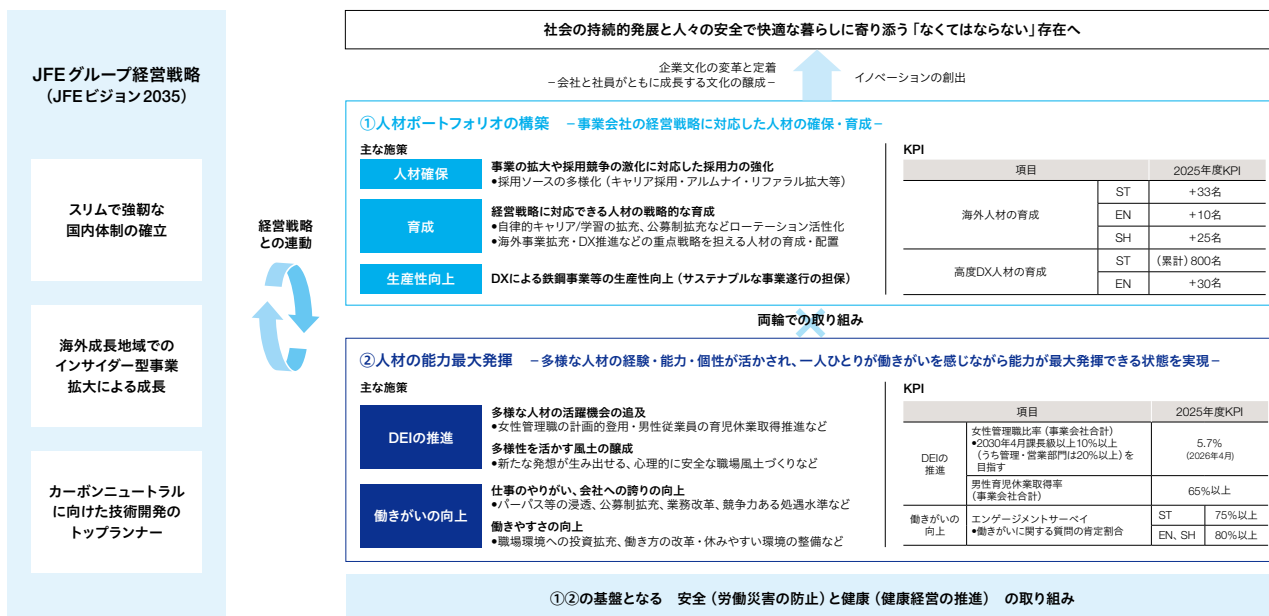 JFEグループ経営戦略
（JFEビジョン2035）
スリムで強靭な
国内体制の確立
海外成長地域での
インサイダー型事業
拡大による成長
カーボンニュートラル
に向けた技術開発の
トップランナー
経営戦略
との連動
社会の持続的発展と人々の安全で快適な暮らしに寄り添う「なくてはならない」存在へ
企業文化の変革と定着
－会社と社員がともに成長する文化の醸成－
イノベーションの創出
①人材ポートフォリオの構築　－事業会社の経営戦略に対応した人材の確保・育成－
主な施策
人材確保
事業の拡大や採用競争の激化に対応した採用力の強化
●採用ソースの多様化（キャリア採用・アルムナイ・リファラル拡大等）
育成
経営戦略に対応できる人材の戦略的な育成
●自律的キャリア/学習の拡充、公募制拡充などローテーション活性化
●海外事業拡充・DX推進などの重点戦略を担える人材の育成・配置
生産性向上
DXによる鉄鋼事業等の生産性向上（サステナブルな事業遂行の担保）
KPI
項目　2025年度KPI
海外人材の育成
ST　+33名
EN　+10名
SH　+25名
高度DX人材の育成
ST　（累計）800名
EN　+30名
両輪での取り組み
②人材の能力最大発揮　－多様な人材の経験・能力・個性が活かされ、一人ひとりが働きがいを感じながら能力が最大発揮できる状態を実現－
主な施策
DEIの推進
多様な人材の活躍機会の追及
●女性管理職の計画的登用・男性従業員の育児休業取得推進など
多様性を活かす風土の醸成
●新たな発想が生み出せる、心理的に安全な職場風土づくりなど
働きがいの向上
仕事のやりがい、会社への誇りの向上
●パーパス等の浸透、公募制拡充、業務改革、競争力ある処遇水準など
働きやすさの向上
●職場環境への投資拡充、働き方の改革・休みやすい環境の整備など
KPI
項目　2025年度KPI
DEIの
推進
女性管理職比率（事業会社合計）
●2030年4月課長級以上10%以上
（うち管理・営業部門は20%以上）を
目指す
5.7%
（2026年4月）
男性育児休業取得率
（事業会社合計）
65%以上
働きがいの
向上
エンゲージメントサーベイ
●働きがいに関する質問の肯定割合
ST　75%以上
EN、SH　80%以上
①②の基盤となる　安全（労働災害の防止）と健康（健康経営の推進）　の取り組み